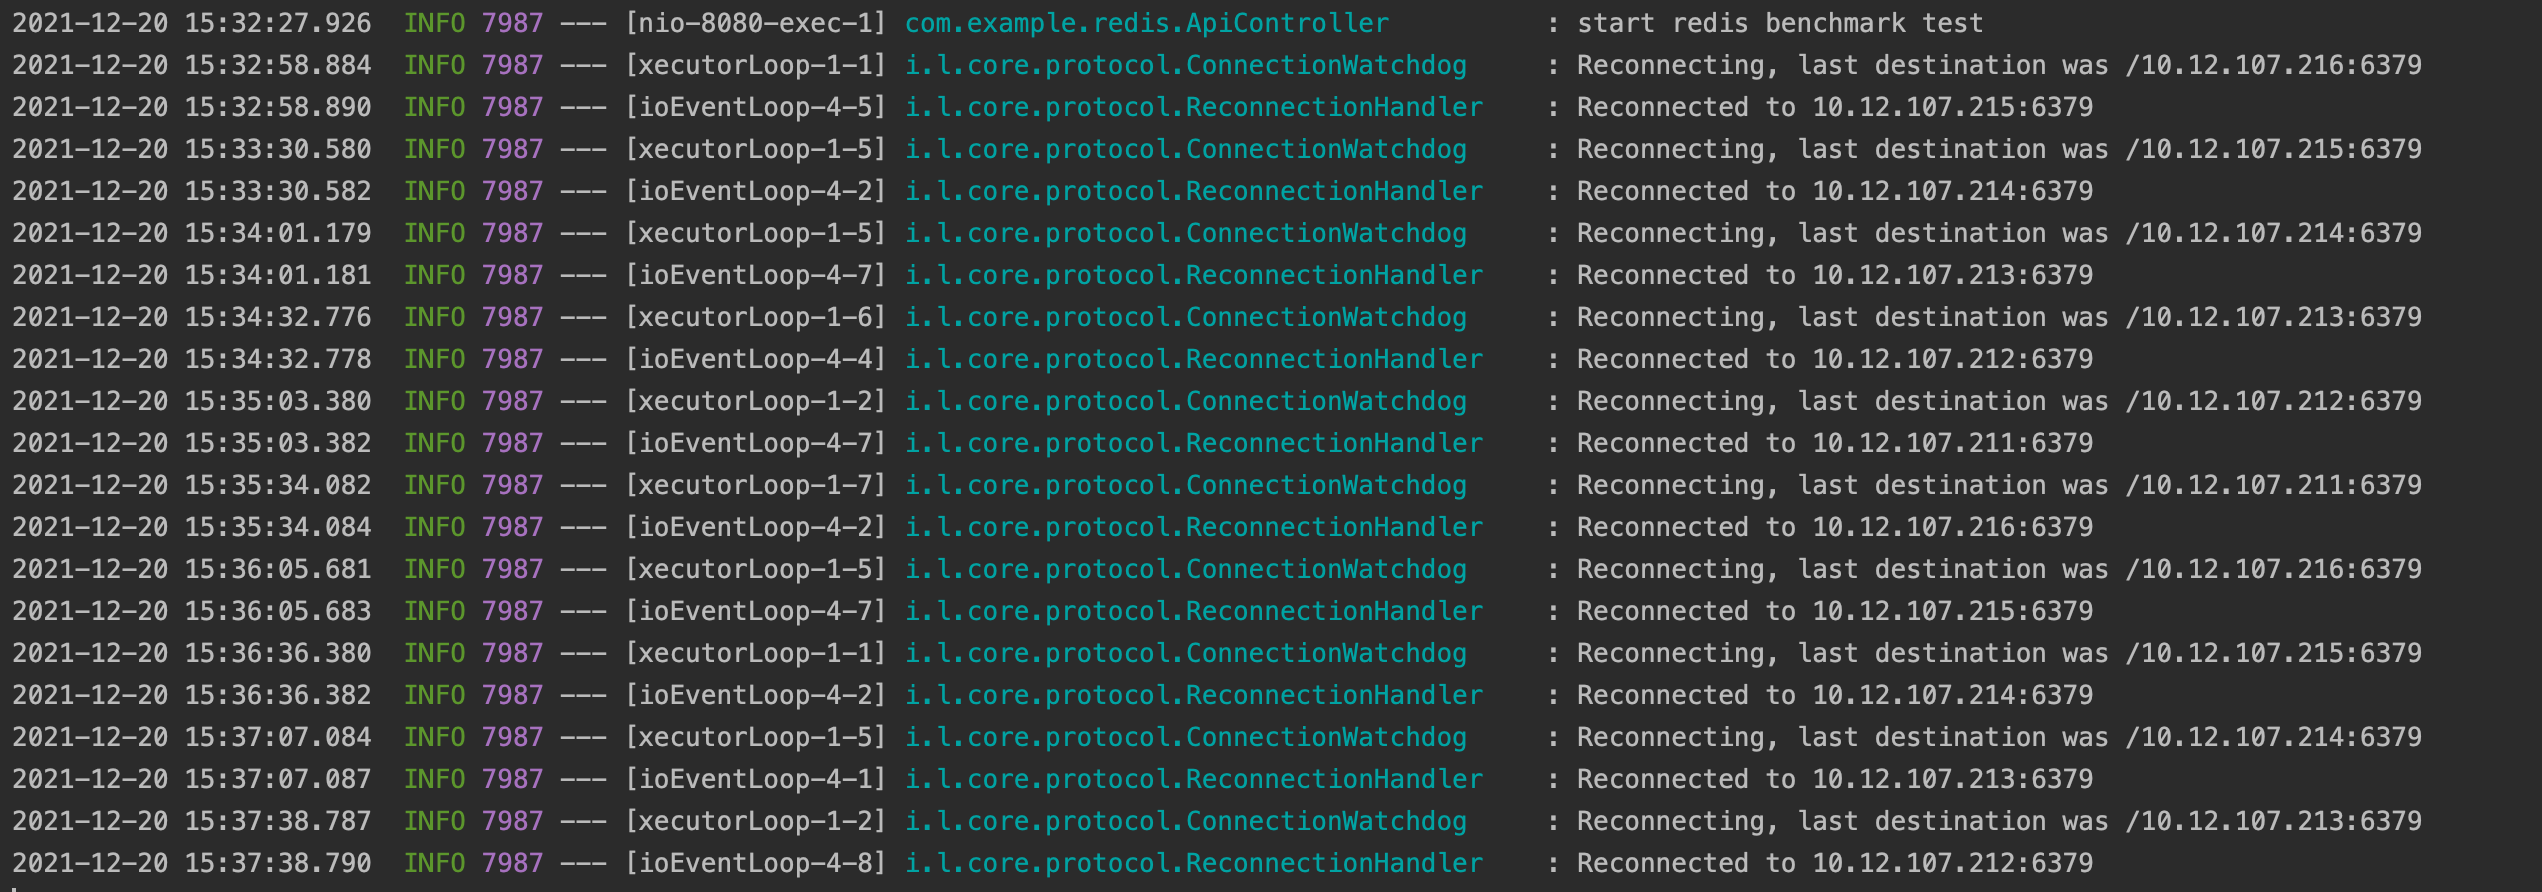 2021-12-20 15:32:27.926  INFO 7987 --- [nio-8080-exec-1] com.example.redis.ApiController          : start redis benchmark test
2021-12-20 15:32:58.884  INFO 7987 --- [xecutorLoop-1-1] i.l.core.protocol.ConnectionWatchdog     : Reconnecting, last destination was /10.12.107.216:6379
2021-12-20 15:32:58.890  INFO 7987 --- [ioEventLoop-4-5] i.l.core.protocol.ReconnectionHandler    : Reconnected to 10.12.107.215:6379
2021-12-20 15:33:30.580  INFO 7987 --- [xecutorLoop-1-5] i.l.core.protocol.ConnectionWatchdog     : Reconnecting, last destination was /10.12.107.215:6379
2021-12-20 15:33:30.582  INFO 7987 --- [ioEventLoop-4-2] i.l.core.protocol.ReconnectionHandler    : Reconnected to 10.12.107.214:6379
2021-12-20 15:34:01.179  INFO 7987 --- [xecutorLoop-1-5] i.l.core.protocol.ConnectionWatchdog     : Reconnecting, last destination was /10.12.107.214:6379
2021-12-20 15:34:01.181  INFO 7987 --- [ioEventLoop-4-7] i.l.core.protocol.ReconnectionHandler    : Reconnected to 10.12.107.213:6379
2021-12-20 15:34:32.776  INFO 7987 --- [xecutorLoop-1-6] i.l.core.protocol.ConnectionWatchdog     : Reconnecting, last destination was /10.12.107.213:6379
2021-12-20 15:34:32.778  INFO 7987 --- [ioEventLoop-4-4] i.l.core.protocol.ReconnectionHandler    : Reconnected to 10.12.107.212:6379
2021-12-20 15:35:03.380  INFO 7987 --- [xecutorLoop-1-2] i.l.core.protocol.ConnectionWatchdog     : Reconnecting, last destination was /10.12.107.212:6379
2021-12-20 15:35:03.382  INFO 7987 --- [ioEventLoop-4-7] i.l.core.protocol.ReconnectionHandler    : Reconnected to 10.12.107.211:6379
2021-12-20 15:35:34.082  INFO 7987 --- [xecutorLoop-1-7] i.l.core.protocol.ConnectionWatchdog     : Reconnecting, last destination was /10.12.107.211:6379
2021-12-20 15:35:34.084  INFO 7987 --- [ioEventLoop-4-2] i.l.core.protocol.ReconnectionHandler    : Reconnected to 10.12.107.216:6379
2021-12-20 15:36:05.681  INFO 7987 --- [xecutorLoop-1-5] i.l.core.protocol.ConnectionWatchdog     : Reconnecting, last destination was /10.12.107.216:6379
2021-12-20 15:36:05.683  INFO 7987 --- [ioEventLoop-4-7] i.l.core.protocol.ReconnectionHandler    : Reconnected to 10.12.107.215:6379
2021-12-20 15:36:36.380  INFO 7987 --- [xecutorLoop-1-1] i.l.core.protocol.ConnectionWatchdog     : Reconnecting, last destination was /10.12.107.215:6379
2021-12-20 15:36:36.382  INFO 7987 --- [ioEventLoop-4-2] i.l.core.protocol.ReconnectionHandler    : Reconnected to 10.12.107.214:6379
2021-12-20 15:37:07.084  INFO 7987 --- [xecutorLoop-1-5] i.l.core.protocol.ConnectionWatchdog     : Reconnecting, last destination was /10.12.107.214:6379
2021-12-20 15:37:07.087  INFO 7987 --- [ioEventLoop-4-1] i.l.core.protocol.ReconnectionHandler    : Reconnected to 10.12.107.213:6379
2021-12-20 15:37:38.787  INFO 7987 --- [xecutorLoop-1-2] i.l.core.protocol.ConnectionWatchdog     : Reconnecting, last destination was /10.12.107.213:6379
2021-12-20 15:37:38.790  INFO 7987 --- [ioEventLoop-4-8] i.l.core.protocol.ReconnectionHandler    : Reconnected to 10.12.107.212:6379